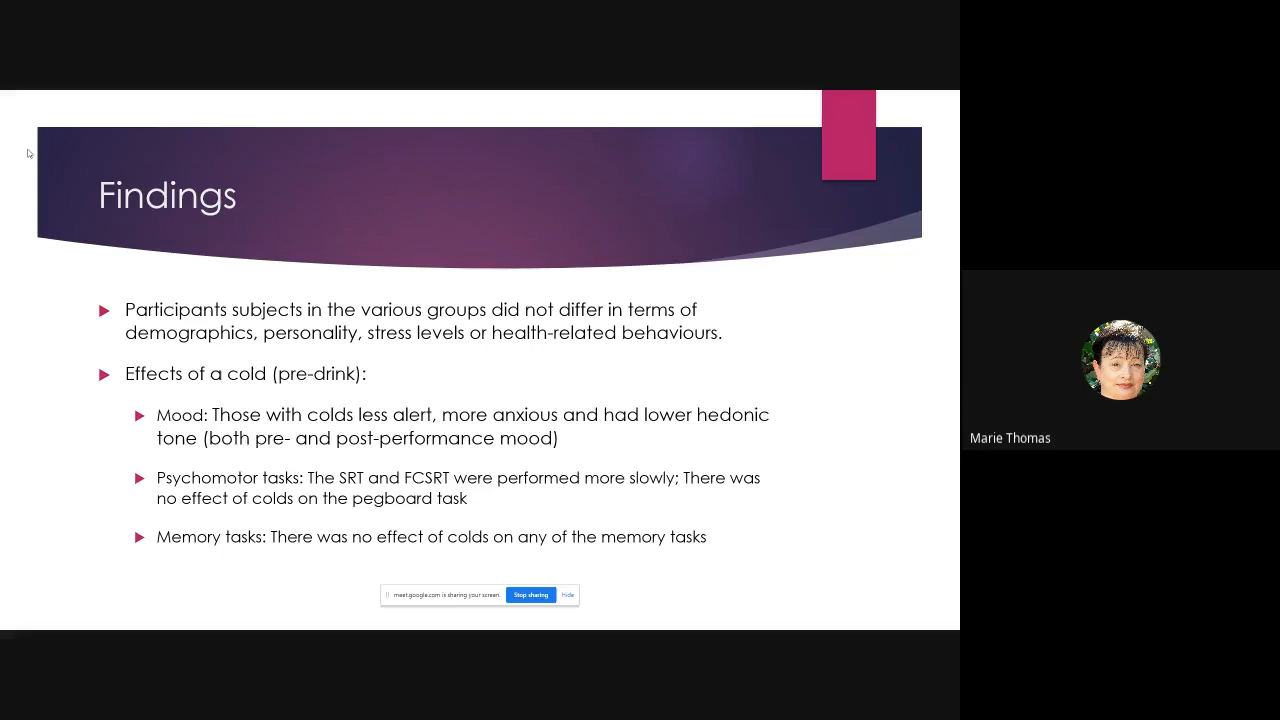 Findings
Participants subjects in the various groups did not differ in terms of
demographics, personality, stress levels or health-related behaviours.
Effects of a cold (pre-drink):
Mood: Those with colds less alert, more anxious and had lower hedonic
tone (both pre- and post-performance mood)
Psychomotor tasks: The SRT and FCSRT were performed more slowly; There was
no effect of colds on the pegboard task
Memory tasks: There was no effect of colds on any of the memory tasks
meet.google.com is sharing your screen. Stop sharing Hide
Marie Thomas